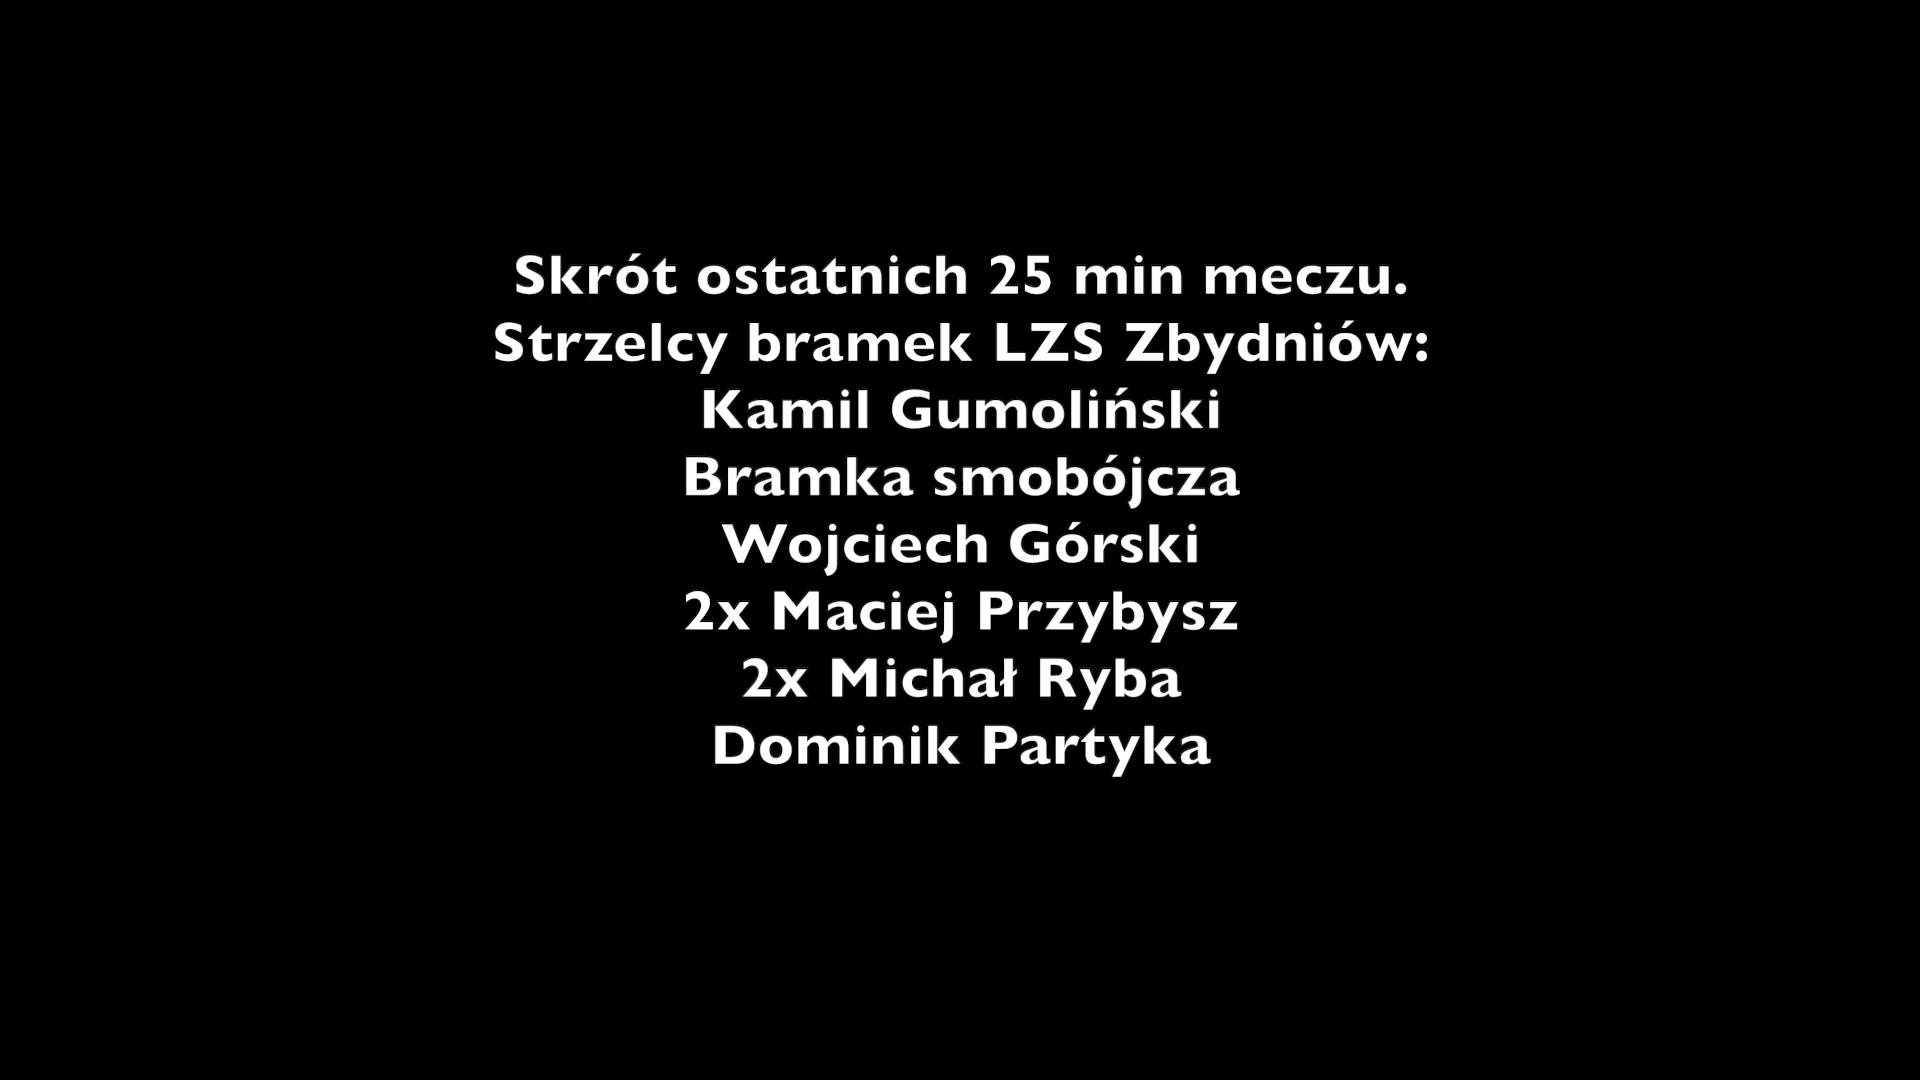 Skrót ostatnich 25 min meczu.
Strzelcy bramek LZS Zbydniów:
Kamil Gumoliński
Bramka smobójcza
Wojciech Górski
2x Maciej Przybysz
2x Michał Ryba
Dominik Partyka